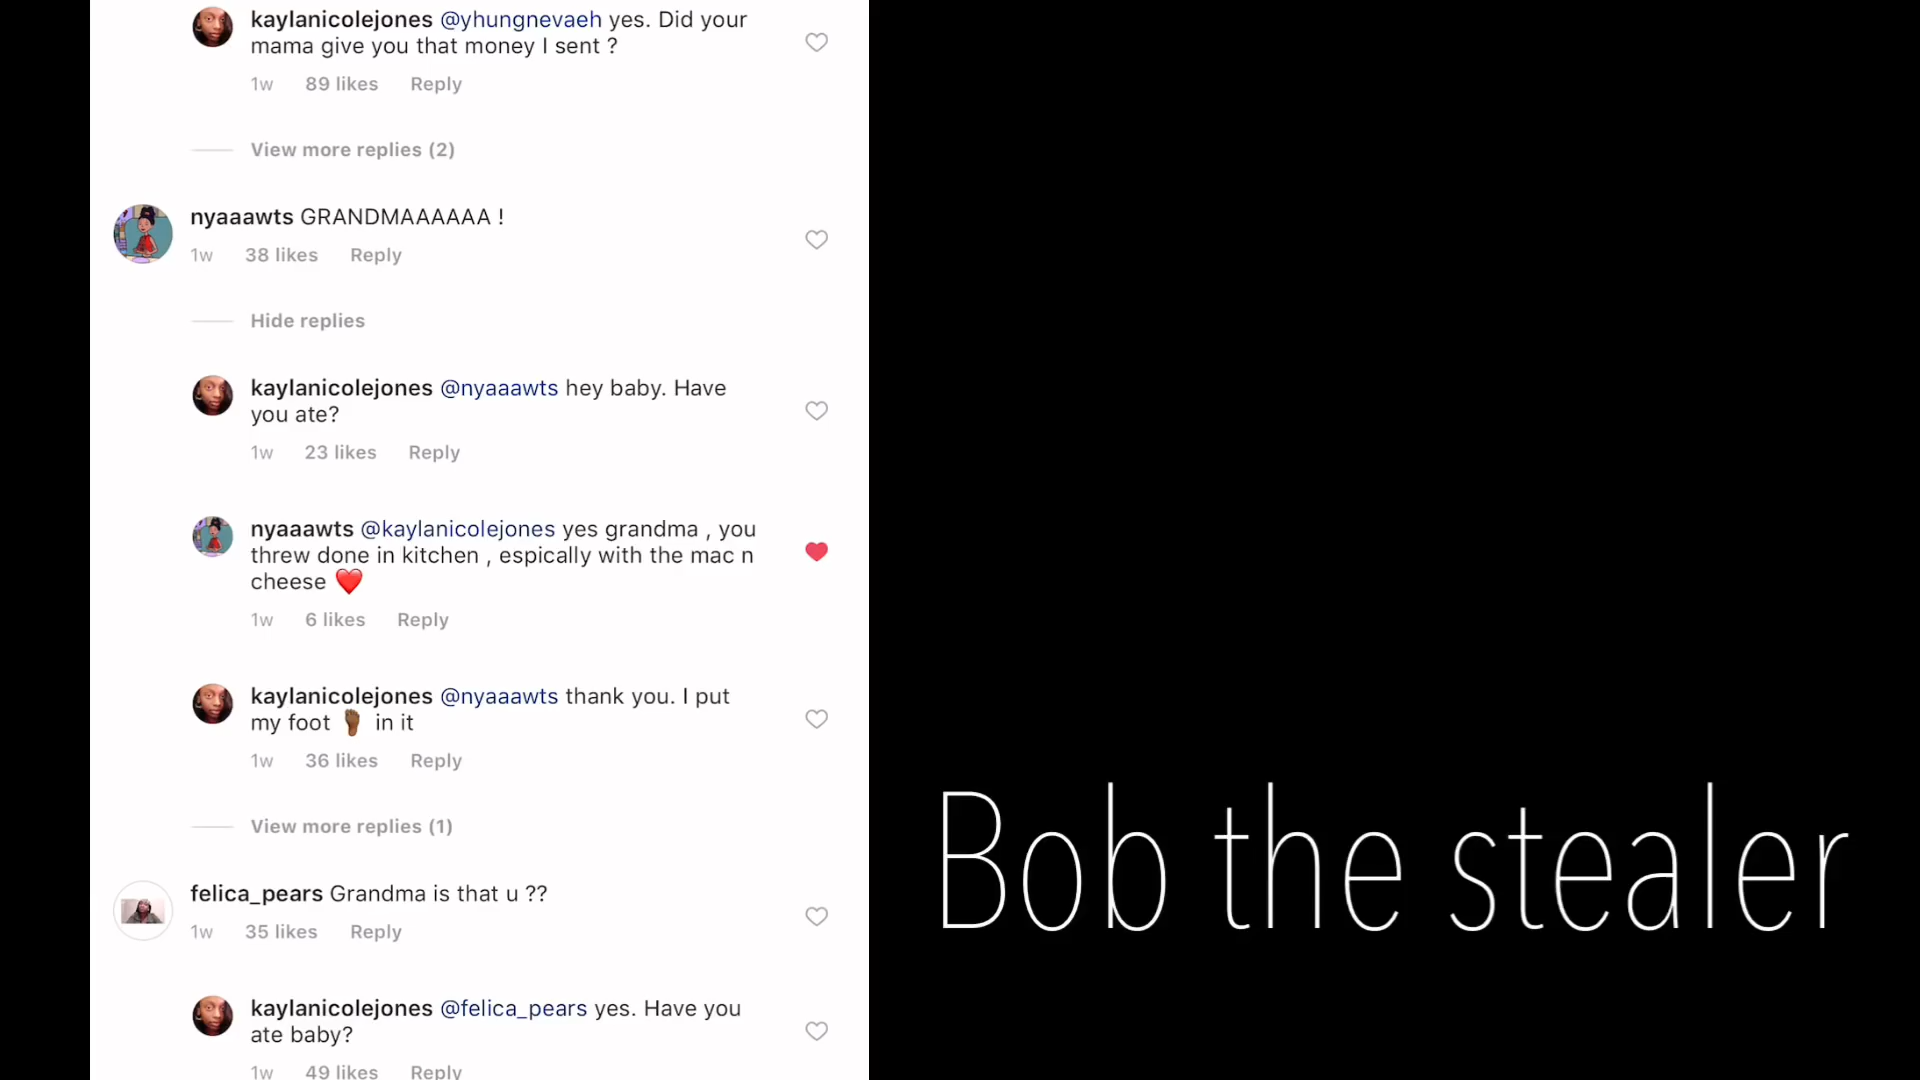 kaylanicolejones @yhungnevaeh yes. Did your
mama give you that money I sent ?
1w 89 likes Reply
View more replies (2)
nyaaawts GRANDMAAAAAA !
1w 38 likes Reply
Hide replies
kaylanicolejones @nyaaawts hey baby. Have
you ate?
1w 23 likes Reply
nyaaawts @kaylanicolejones yes grandma , you
threw done in kitchen , espically with the mac n
cheese ❤️
1w 6 likes Reply
kaylanicolejones @nyaaawts thank you. I put
my foot 🦶🏾 in it
1w 36 likes Reply
View more replies (1)
felica_pears Grandma is that u ??
1w 35 likes Reply
kaylanicolejones @felica_pears yes. Have you
ate baby?
1w 49 likes Reply
Bob the stealer